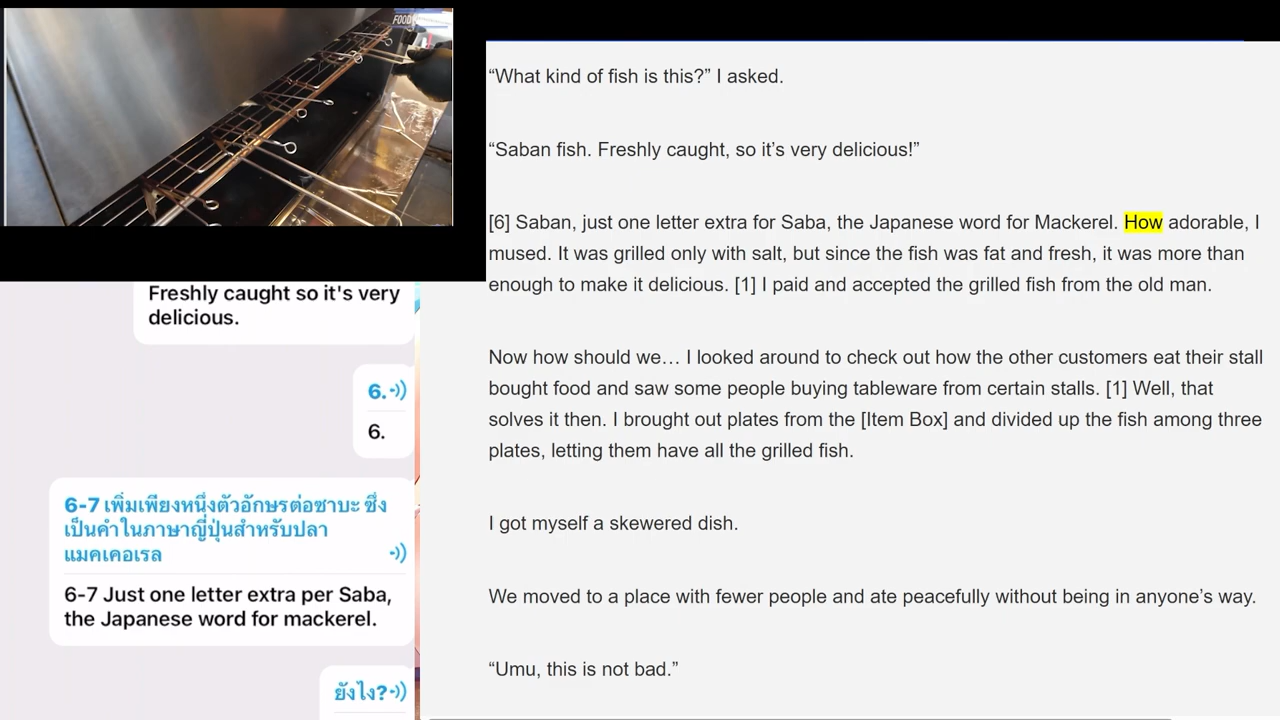 FOOD
Freshly caught so it's very
delicious.
6.
6.
6-7 เพิ่มเพียงหนึ่งตัวอักษรต่อซาบะ ซึ่ง
เป็นคำในภาษาญี่ปุ่นสำหรับปลา
แมคเคอเรล
6-7 Just one letter extra per Saba,
the Japanese word for mackerel.
ยังไง?
“What kind of fish is this?” I asked.
“Saban fish. Freshly caught, so it’s very delicious!”
[6] Saban, just one letter extra for Saba, the Japanese word for Mackerel. How adorable, I
mused. It was grilled only with salt, but since the fish was fat and fresh, it was more than
enough to make it delicious. [1] I paid and accepted the grilled fish from the old man.
Now how should we… I looked around to check out how the other customers eat their stall
bought food and saw some people buying tableware from certain stalls. [1] Well, that
solves it then. I brought out plates from the [Item Box] and divided up the fish among three
plates, letting them have all the grilled fish.
I got myself a skewered dish.
We moved to a place with fewer people and ate peacefully without being in anyone’s way.
“Umu, this is not bad.”